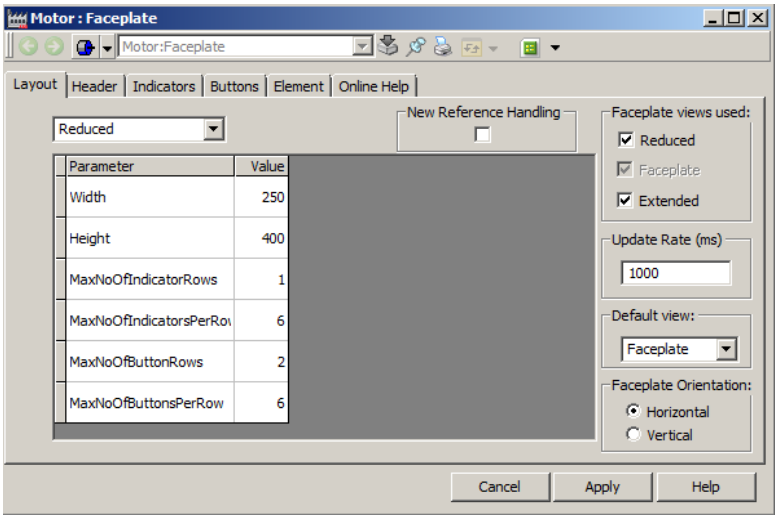 Motor : Faceplate
Motor:Faceplate
Layout Header Indicators Buttons Element Online Help
Reduced
New Reference Handling
Faceplate views used:
Reduced
Faceplate
Extended
Parameter Value
Width 250
Height 400
MaxNoOfIndicatorRows 1
MaxNoOfIndicatorsPerRo 6
MaxNoOfButtonRows 2
MaxNoOfButtonsPerRow 6
Update Rate (ms)
1000
Default view:
Faceplate
Faceplate Orientation:
Horizontal
Vertical
Cancel Apply Help